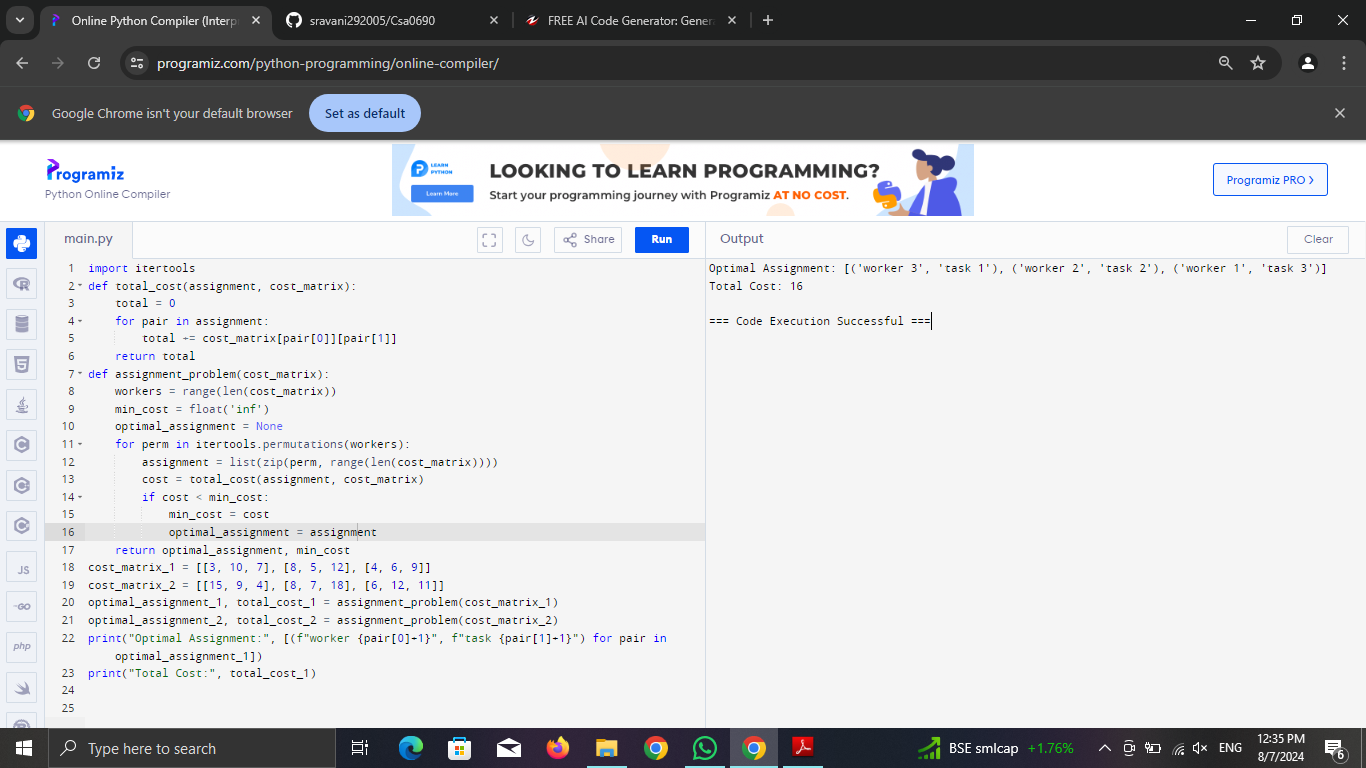 Online Python Compiler (Interp
sravani292005/Csa0690
FREE AI Code Generator: Genera
programiz.com/python-programming/online-compiler/
Google Chrome isn't your default browser
Set as default
Programiz
Python Online Compiler
LEARN PYTHON
Learn More
LOOKING TO LEARN PROGRAMMING?
Start your programming journey with Programiz AT NO COST.
Programiz PRO >
main.py
Share
Run
Output
Clear
1 import itertools
2 def total_cost(assignment, cost_matrix):
3 total = 0
4 for pair in assignment:
5 total += cost_matrix[pair[0]][pair[1]]
6 return total
7 def assignment_problem(cost_matrix):
8 workers = range(len(cost_matrix))
9 min_cost = float('inf')
10 optimal_assignment = None
11 for perm in itertools.permutations(workers):
12 assignment = list(zip(perm, range(len(cost_matrix))))
13 cost = total_cost(assignment, cost_matrix)
14 if cost < min_cost:
15 min_cost = cost
16 optimal_assignment = assignment
17 return optimal_assignment, min_cost
18 cost_matrix_1 = [[3, 10, 7], [8, 5, 12], [4, 6, 9]]
19 cost_matrix_2 = [[15, 9, 4], [8, 7, 18], [6, 12, 11]]
20 optimal_assignment_1, total_cost_1 = assignment_problem(cost_matrix_1)
21 optimal_assignment_2, total_cost_2 = assignment_problem(cost_matrix_2)
22 print("Optimal Assignment:", [(f"worker {pair[0]+1}", f"task {pair[1]+1}") for pair in
optimal_assignment_1])
23 print("Total Cost:", total_cost_1)
24
25
Optimal Assignment: [('worker 3', 'task 1'), ('worker 2', 'task 2'), ('worker 1', 'task 3')]
Total Cost: 16
=== Code Execution Successful ===
JS
GO
php
Type here to search
BSE smlcap +1.76%
ENG
12:35 PM
8/7/2024
6